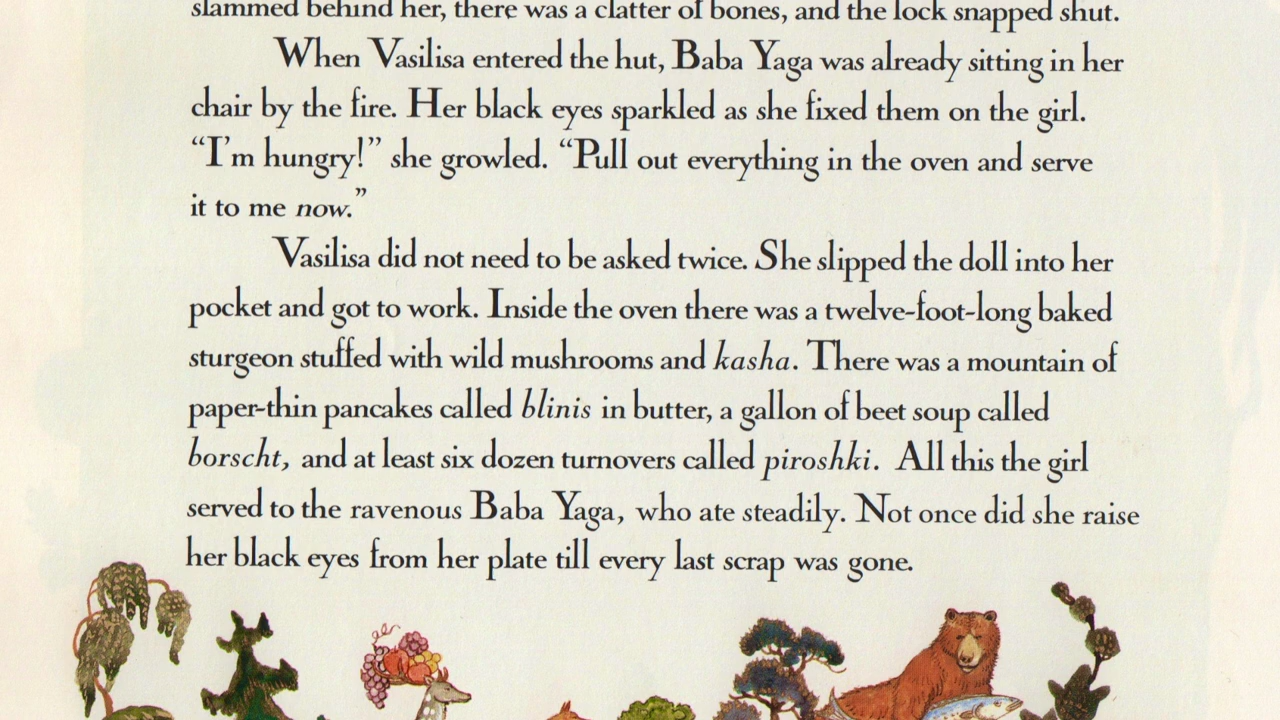 slammed behind her, there was a clatter of bones, and the lock snapped shut.
When Vasilisa entered the hut, Baba Yaga was already sitting in her
chair by the fire. Her black eyes sparkled as she fixed them on the girl.
“I’m hungry!” she growled. “Pull out everything in the oven and serve
it to me now.”
Vasilisa did not need to be asked twice. She slipped the doll into her
pocket and got to work. Inside the oven there was a twelve-foot-long baked
sturgeon stuffed with wild mushrooms and kasha. There was a mountain of
paper-thin pancakes called blinis in butter, a gallon of beet soup called
borscht, and at least six dozen turnovers called piroshki. All this the girl
served to the ravenous Baba Yaga, who ate steadily. Not once did she raise
her black eyes from her plate till every last scrap was gone.